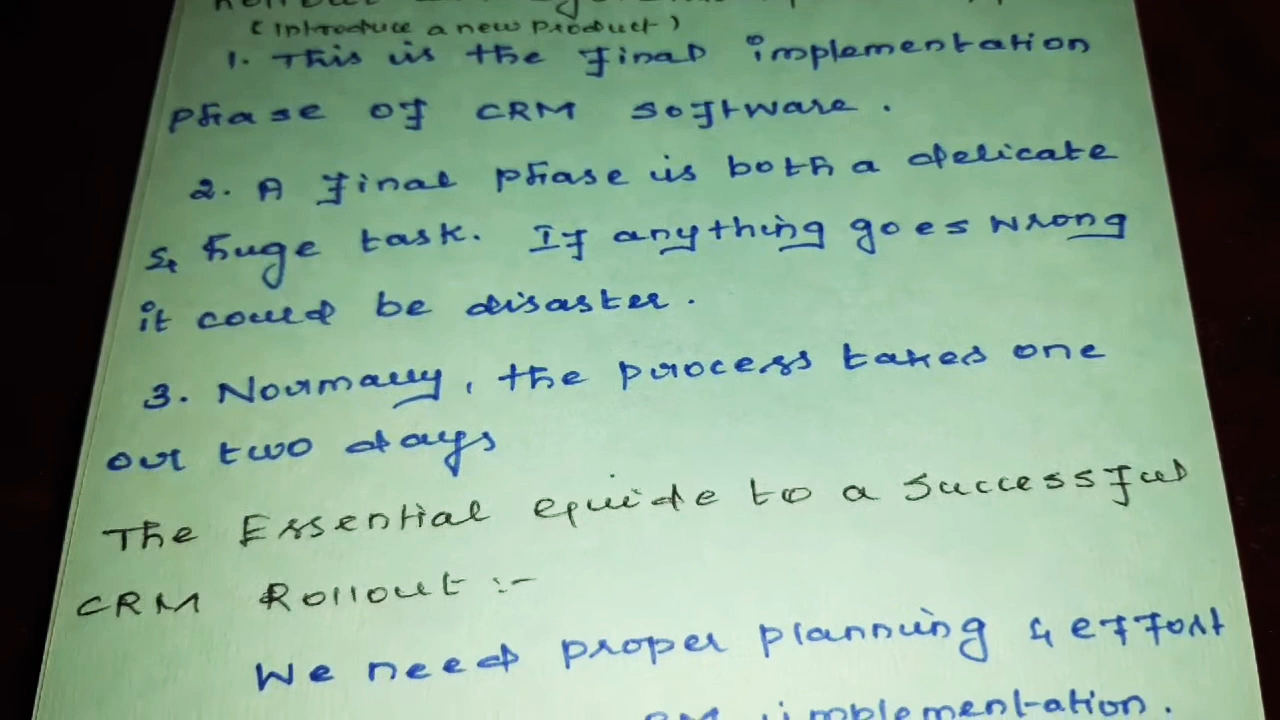 Rollout
( Introduce a new product )
1. This is the final implementation
phase of CRM software .
2. A final phase is both a delicate
& huge task. If anything goes wrong
it could be disaster .
3. Normally, the process takes one
our two days
The Essential guide to a successful
CRM Rollout :-
We need proper planning & effort
implementation .